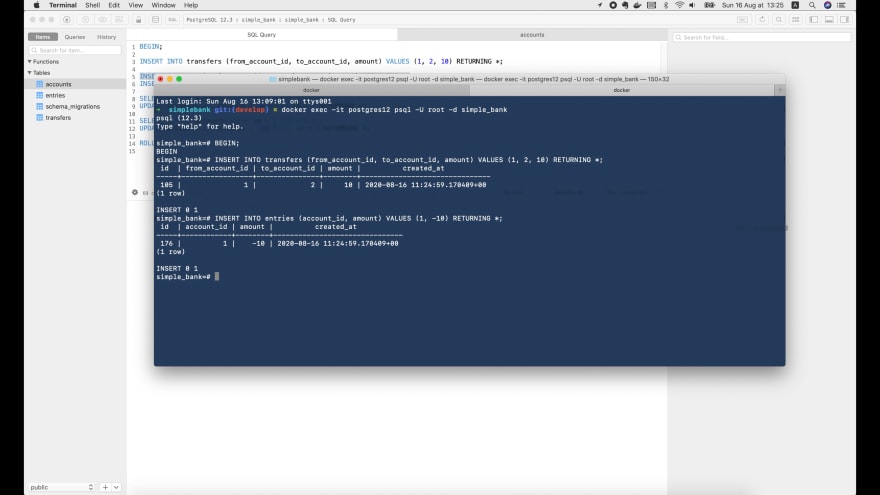 Terminal Shell Edit View Window Help Sun 16 Aug at 13:25
PostgreSQL 12.3 : simple_bank : simple_bank : SQL Query
Items Queries History SQL Query accounts
Search for item... Search for field...
Functions
Tables
accounts
entries
schema_migrations
transfers
1 BEGIN;
2
3 INSERT INTO transfers (from_account_id, to_account_id, amount) VALUES (1, 2, 10) RETURNING *;
4
5 INSE
6 INSE
7
8 SELE
9 UPDA
10
11 SELE
12 UPDA
13
14 ROLL
15
simplebank — docker exec -it postgres12 psql -U root -d simple_bank — docker exec -it postgres12 psql -U root -d simple_bank — 150×32
docker docker
Last login: Sun Aug 16 13:09:01 on ttys001
➜ simplebank git:(develop) ✗ docker exec -it postgres12 psql -U root -d simple_bank
psql (12.3)
Type "help" for help.
simple_bank=# BEGIN;
BEGIN
simple_bank=# INSERT INTO transfers (from_account_id, to_account_id, amount) VALUES (1, 2, 10) RETURNING *;
id | from_account_id | to_account_id | amount | created_at
-----+-----------------+---------------+--------+-------------------------------
105 | 1 | 2 | 10 | 2020-08-16 11:24:59.170409+00
(1 row)
INSERT 0 1
simple_bank=# INSERT INTO entries (account_id, amount) VALUES (1, -10) RETURNING *;
id | account_id | amount | created_at
-----+------------+--------+-------------------------------
176 | 1 | -10 | 2020-08-16 11:24:59.170409+00
(1 row)
INSERT 0 1
simple_bank=#
public